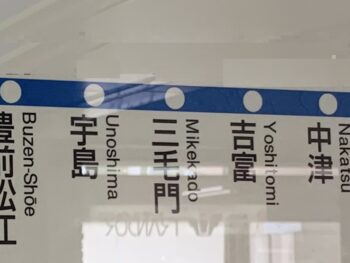 豊前松江
Buzen-Shōe
宇島
Unoshima
三毛門
Mikekado
吉富
Yoshitomi
中津
Nakatsu